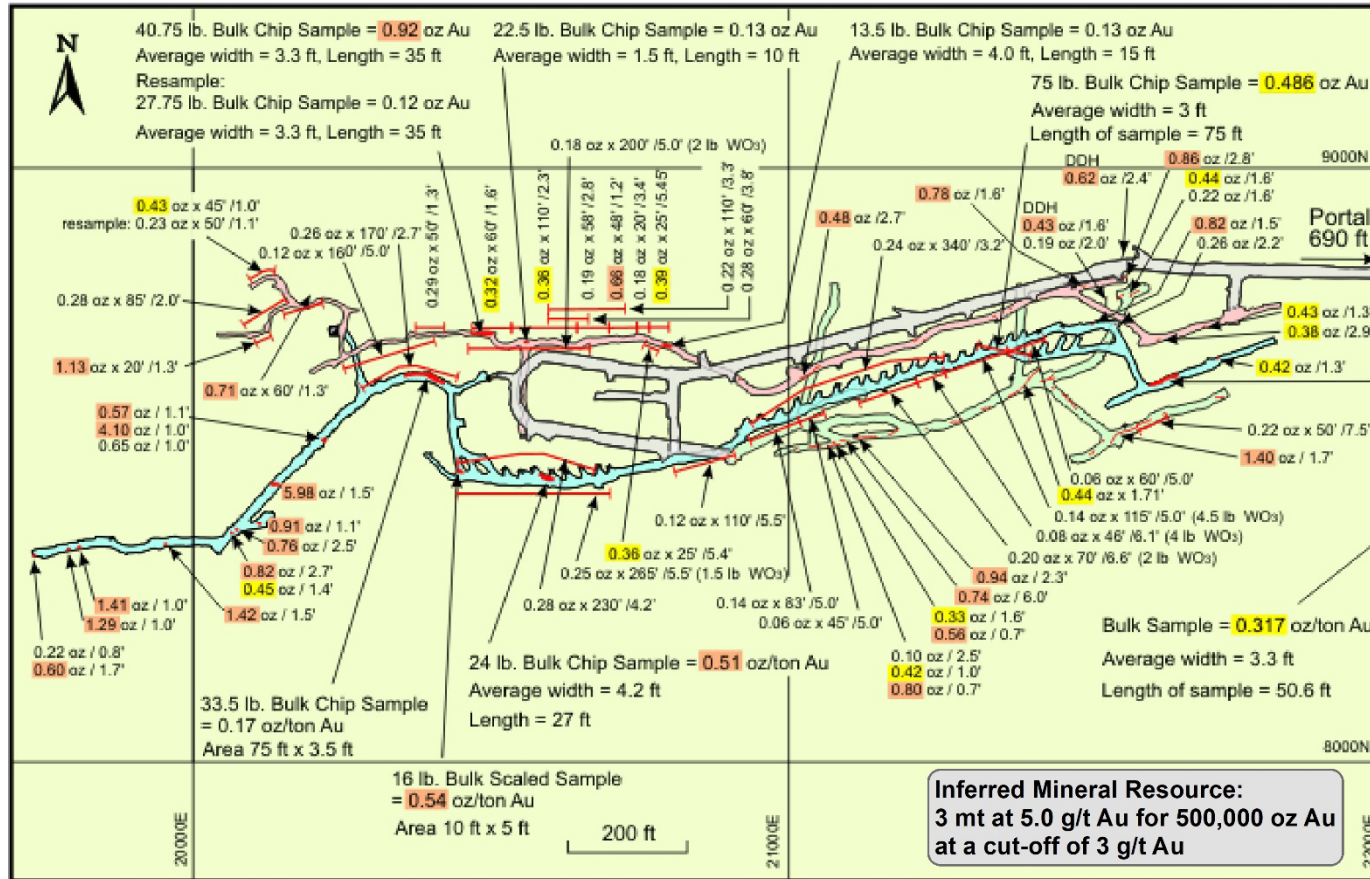 40.75 lb. Bulk Chip Sample = 0.92 oz Au
Average width = 3.3 ft, Length = 35 ft
Resample:
27.75 lb. Bulk Chip Sample = 0.12 oz Au
Average width = 3.3 ft, Length = 35 ft
22.5 lb. Bulk Chip Sample = 0.13 oz Au
Average width = 1.5 ft, Length = 10 ft
13.5 lb. Bulk Chip Sample = 0.13 oz Au
Average width = 4.0 ft, Length = 15 ft
75 lb. Bulk Chip Sample = 0.486 oz Au
Average width = 3 ft
Length of sample = 75 ft
N
0.18 oz x 200' /5.0' (2 lb WO₃)
9000N
DDH
0.62 oz /2.4'
0.86 oz /2.8'
0.44 oz /1.6'
0.22 oz /1.6'
0.78 oz /1.6'
DDH
0.43 oz /1.6'
0.19 oz /2.0'
0.82 oz /1.5'
0.26 oz /2.2'
Portal
690 ft
0.43 oz x 45' /1.0'
resample: 0.23 oz x 50' /1.1'
0.26 oz x 170' /2.7'
0.12 oz x 160' /5.0'
0.29 oz x 50' /1.3'
0.32 oz x 60' /1.6'
0.36 oz x 110' /2.3'
0.19 oz x 58' /2.8'
0.66 oz x 48' /1.2'
0.18 oz x 20' /3.4'
0.39 oz x 25' /5.45'
0.22 oz x 110' /3.3'
0.28 oz x 60' /3.8'
0.48 oz /2.7'
0.24 oz x 340' /3.2'
0.28 oz x 85' /2.0'
1.13 oz x 20' /1.3'
0.71 oz x 60' /1.3'
0.43 oz /1.3'
0.38 oz /2.9'
0.42 oz /1.3'
0.57 oz / 1.1'
4.10 oz / 1.0'
0.65 oz / 1.0'
0.22 oz x 50' /7.5'
1.40 oz / 1.7'
5.98 oz / 1.5'
0.91 oz / 1.1'
0.76 oz / 2.5'
0.82 oz / 2.7'
0.45 oz / 1.4'
1.42 oz / 1.5'
1.41 oz / 1.0'
1.29 oz / 1.0'
0.22 oz / 0.8'
0.60 oz / 1.7'
0.12 oz x 110' /5.5'
0.36 oz x 25' /5.4'
0.25 oz x 265' /5.5' (1.5 lb WO₃)
0.28 oz x 230' /4.2'
0.06 oz x 60' /5.0'
0.44 oz x 1.71'
0.14 oz x 115' /5.0' (4.5 lb WO₃)
0.08 oz x 46' /6.1' (4 lb WO₃)
0.20 oz x 70' /6.6' (2 lb WO₃)
0.94 oz / 2.3'
0.74 oz / 6.0'
0.14 oz x 83' /5.0'
0.06 oz x 45' /5.0'
0.33 oz / 1.6'
0.56 oz / 0.7'
0.10 oz / 2.5'
0.42 oz / 1.0'
0.80 oz / 0.7'
Bulk Sample = 0.317 oz/ton Au
Average width = 3.3 ft
Length of sample = 50.6 ft
24 lb. Bulk Chip Sample = 0.51 oz/ton Au
Average width = 4.2 ft
Length = 27 ft
33.5 lb. Bulk Chip Sample
= 0.17 oz/ton Au
Area 75 ft x 3.5 ft
16 lb. Bulk Scaled Sample
= 0.54 oz/ton Au
Area 10 ft x 5 ft
200 ft
8000N
20000E
21000E
22000E
Inferred Mineral Resource:
3 mt at 5.0 g/t Au for 500,000 oz Au
at a cut-off of 3 g/t Au